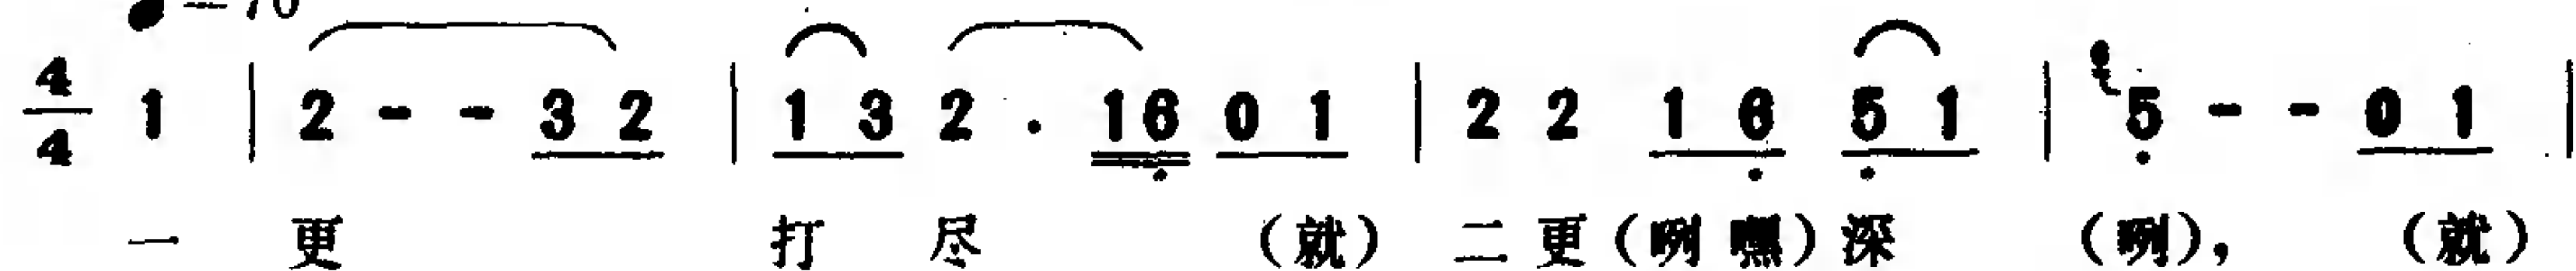 ♩=70
4/4 1 | 2 - - 3 2 | 1 3 2 . 1 6 0 1 | 2 2 1 6 5 1 | 5 - - 0 1 |
一 更 打 尽 （就） 二 更（咧 嘿）深 （咧）， （就）